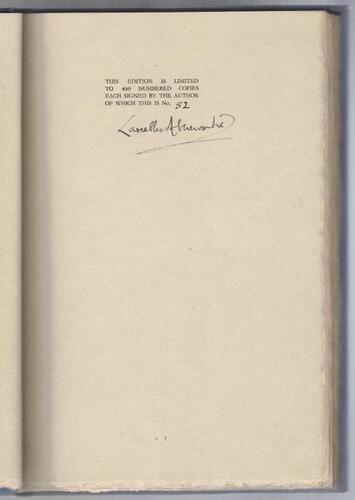 THIS EDITION IS LIMITED
TO 480 NUMBERED COPIES
EACH SIGNED BY THE AUTHOR
OF WHICH THIS IS No. 52
Lascelles Abercrombie